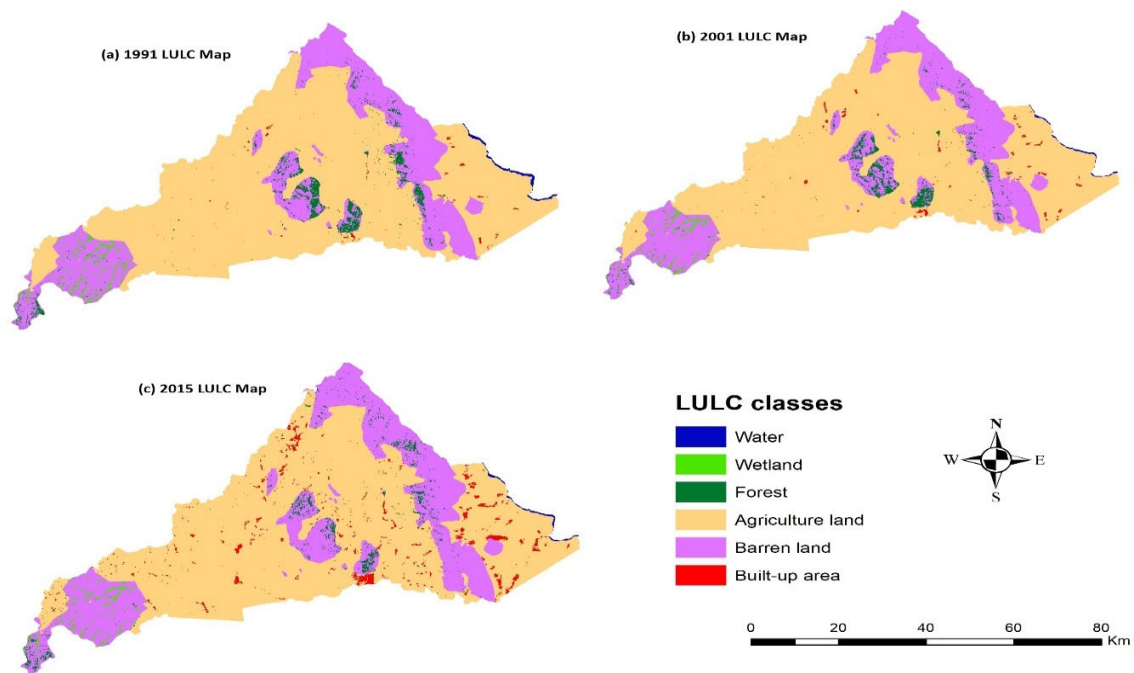 (a) 1991 LULC Map
(b) 2001 LULC Map
(c) 2015 LULC Map
LULC classes
Water
Wetland
Forest
Agriculture land
Barren land
Built-up area
N
W E
S
0 20 40 60 80
Km